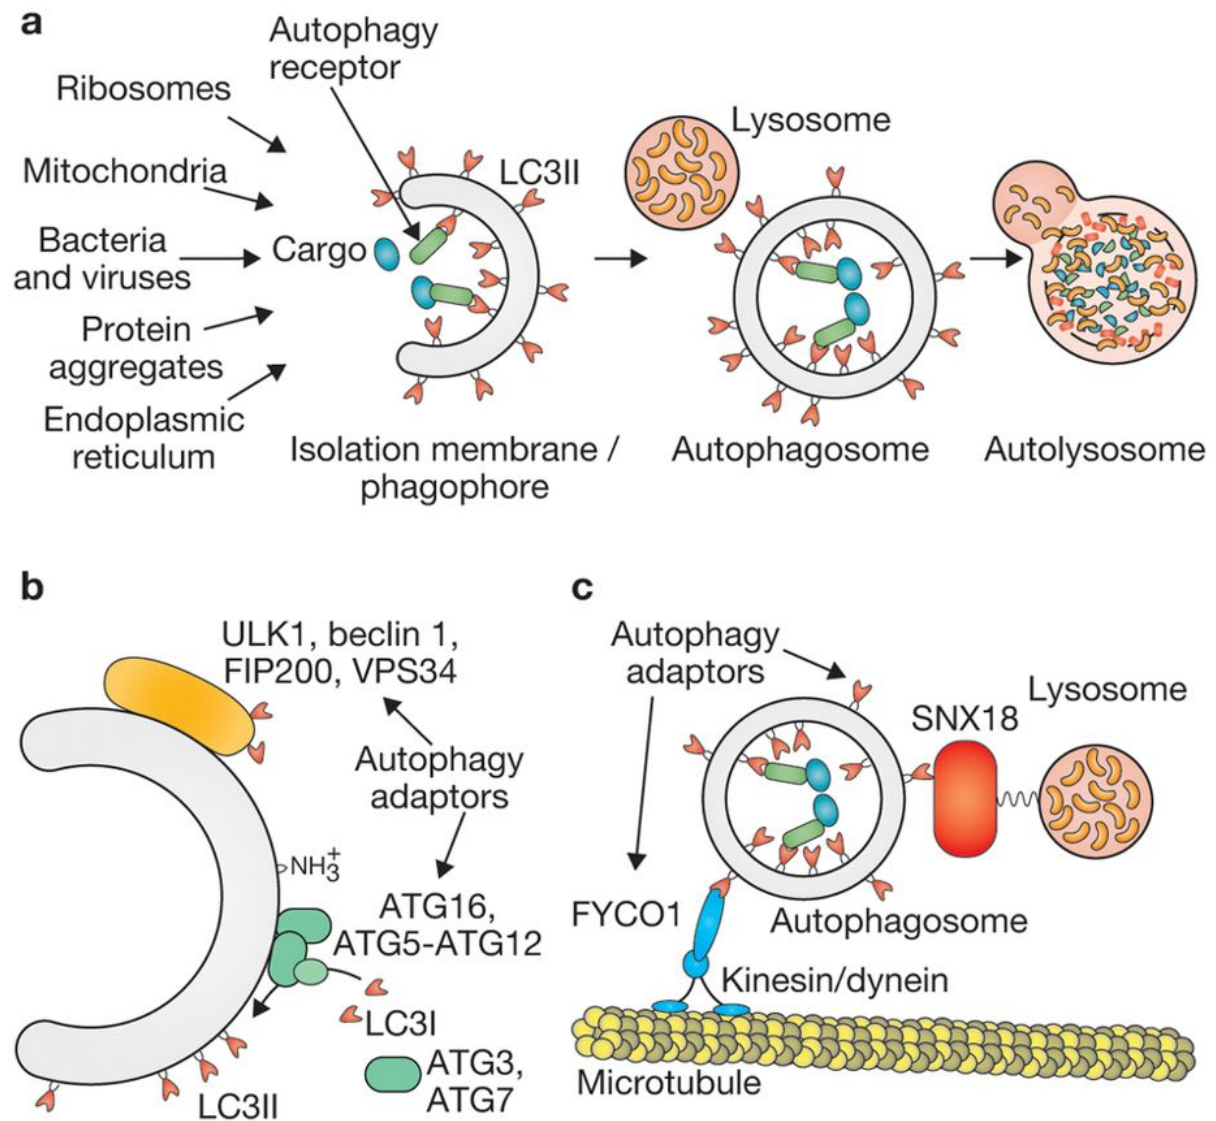 a
Autophagy
receptor
Ribosomes
Mitochondria
Bacteria
and viruses
Protein
aggregates
Endoplasmic
reticulum
Cargo
LC3II
Isolation membrane /
phagophore
Lysosome
Autophagosome
Autolysosome
b
ULK1, beclin 1,
FIP200, VPS34
Autophagy
adaptors
NH3+
ATG16,
ATG5-ATG12
LC3I
ATG3,
ATG7
LC3II
c
Autophagy
adaptors
Lysosome
SNX18
FYCO1
Autophagosome
Kinesin/dynein
Microtubule